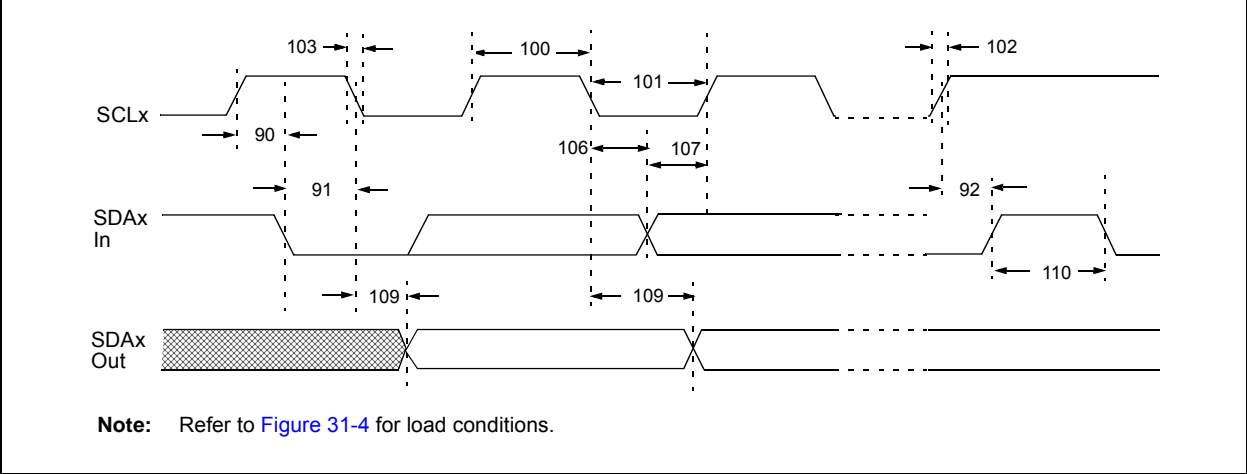 103
100
102
101
SCLx
90
106
107
91
92
SDAx
In
110
109
109
SDAx
Out
Note: Refer to Figure 31-4 for load conditions.